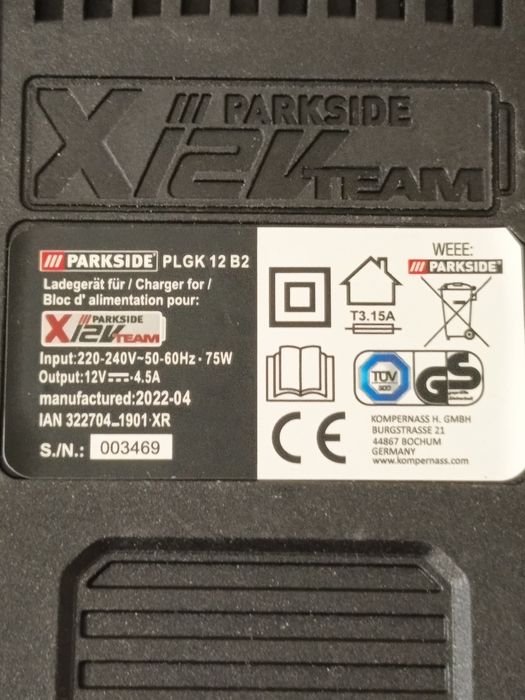 /// PARKSIDE
X12V TEAM
/// PARKSIDE PLGK 12 B2
Ladegerät für / Charger for /
Bloc d' alimentation pour:
/// PARKSIDE
X12V TEAM
Input:220-240V~50-60Hz · 75W
Output:12V⎓·4.5A
manufactured:2022-04
IAN 322704_1901·XR
S./N.: 003469
T3.15A
WEEE:
/// PARKSIDE®
TÜV
SÜD
GS
CE
KOMPERNASS H. GMBH
BURGSTRASSE 21
44867 BOCHUM
GERMANY
www.kompernass.com